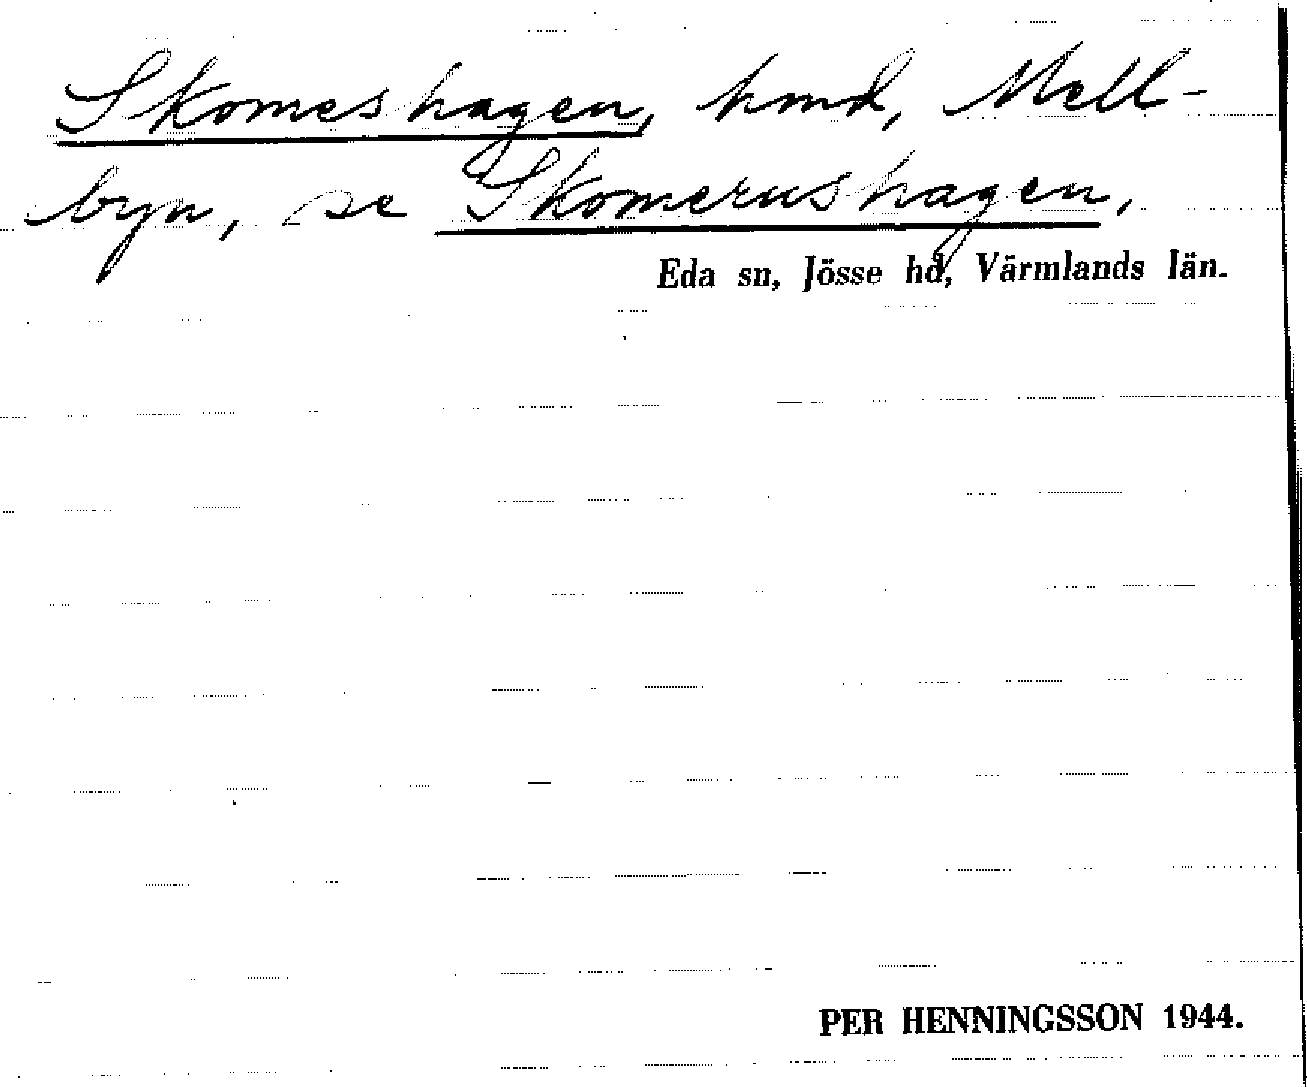 Skomeshagen, hmd, Mell-
byn, se Skomerushagen,
Eda sn, Jösse hd, Värmlands län.
PER HENNINGSSON 1944.